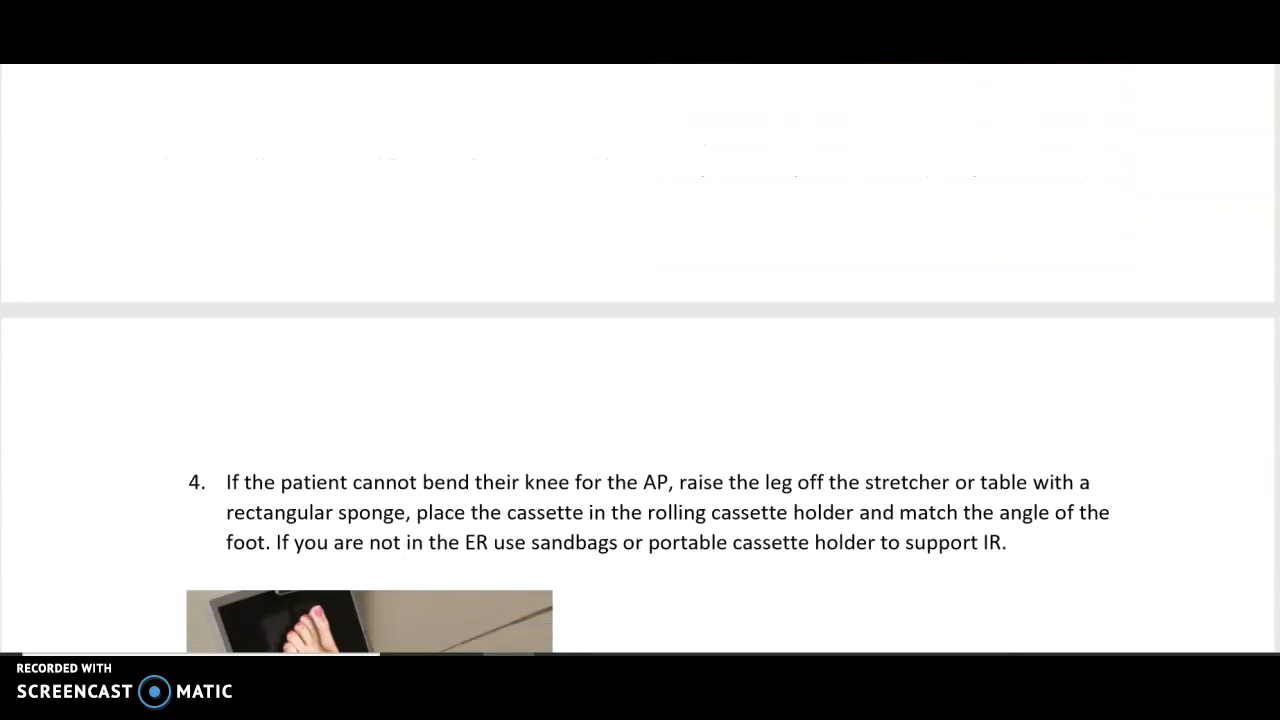 4. If the patient cannot bend their knee for the AP, raise the leg off the stretcher or table with a
rectangular sponge, place the cassette in the rolling cassette holder and match the angle of the
foot. If you are not in the ER use sandbags or portable cassette holder to support IR.
RECORDED WITH
SCREENCAST MATIC